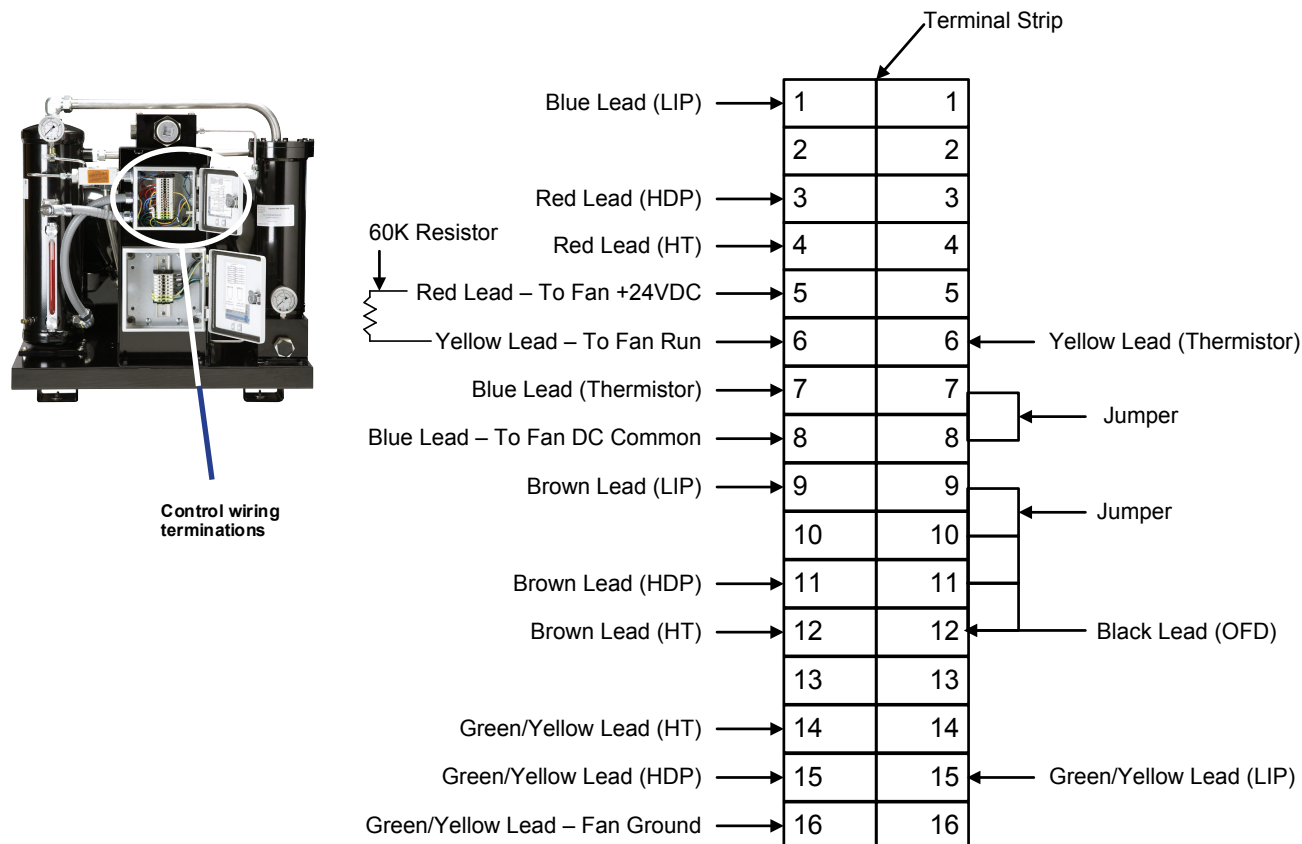 Terminal Strip
Blue Lead (LIP)
1 1
2 2
Red Lead (HDP)
3 3
60K Resistor
Red Lead (HT)
4 4
Red Lead – To Fan +24VDC
5 5
Yellow Lead – To Fan Run
6 6
Yellow Lead (Thermistor)
Blue Lead (Thermistor)
7 7
Jumper
Blue Lead – To Fan DC Common
8 8
Brown Lead (LIP)
9 9
Jumper
10 10
Brown Lead (HDP)
11 11
Brown Lead (HT)
12 12
Black Lead (OFD)
13 13
Green/Yellow Lead (HT)
14 14
Green/Yellow Lead (HDP)
15 15
Green/Yellow Lead (LIP)
Green/Yellow Lead – Fan Ground
16 16
Control wiring
terminations